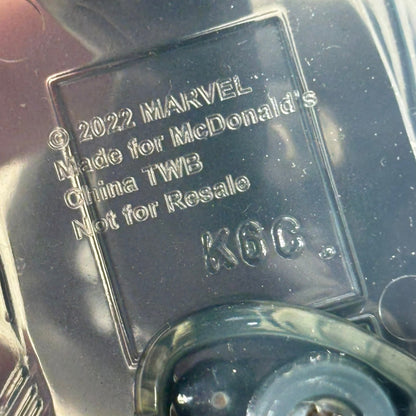 © 2022 MARVEL
Made for McDonald's
China TWB
Not for Resale
K6C.